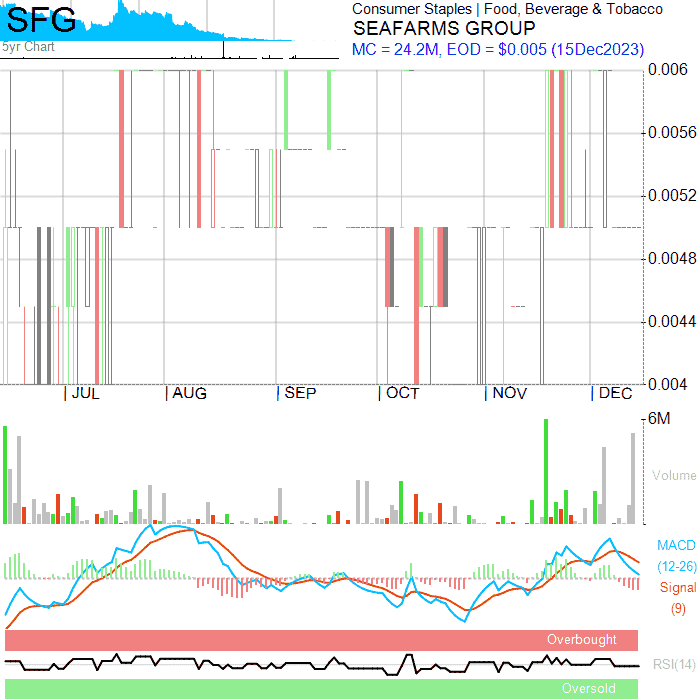 SFG
5yr Chart
Consumer Staples | Food, Beverage & Tobacco
SEAFARMS GROUP
MC = 24.2M, EOD = $0.005 (15Dec2023)
0.006
0.0056
0.0052
0.0048
0.0044
0.004
| JUL | AUG | SEP | OCT | NOV | DEC
6M
Volume
MACD
(12-26)
Signal
(9)
Overbought
RSI(14)
Oversold